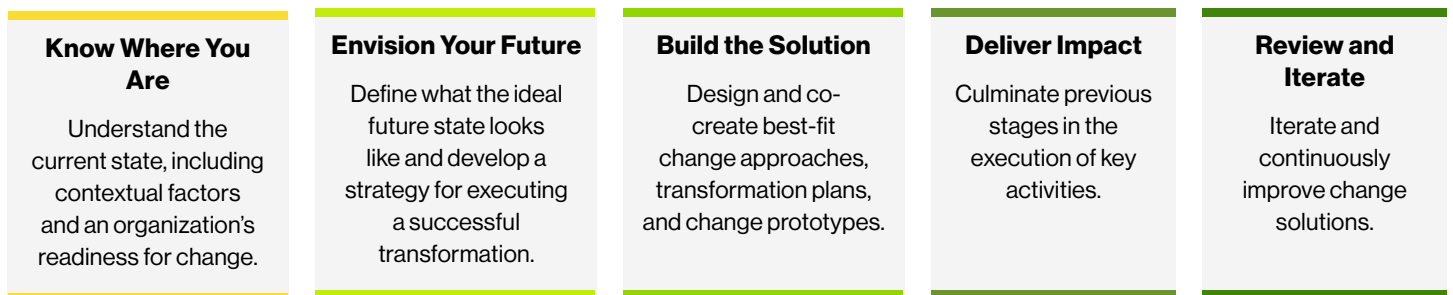 Know Where You
Are
Understand the
current state, including
contextual factors
and an organization’s
readiness for change.
Envision Your Future
Define what the ideal
future state looks
like and develop a
strategy for executing
a successful
transformation.
Build the Solution
Design and co-
create best-fit
change approaches,
transformation plans,
and change prototypes.
Deliver Impact
Culminate previous
stages in the
execution of key
activities.
Review and
Iterate
Iterate and
continuously
improve change
solutions.